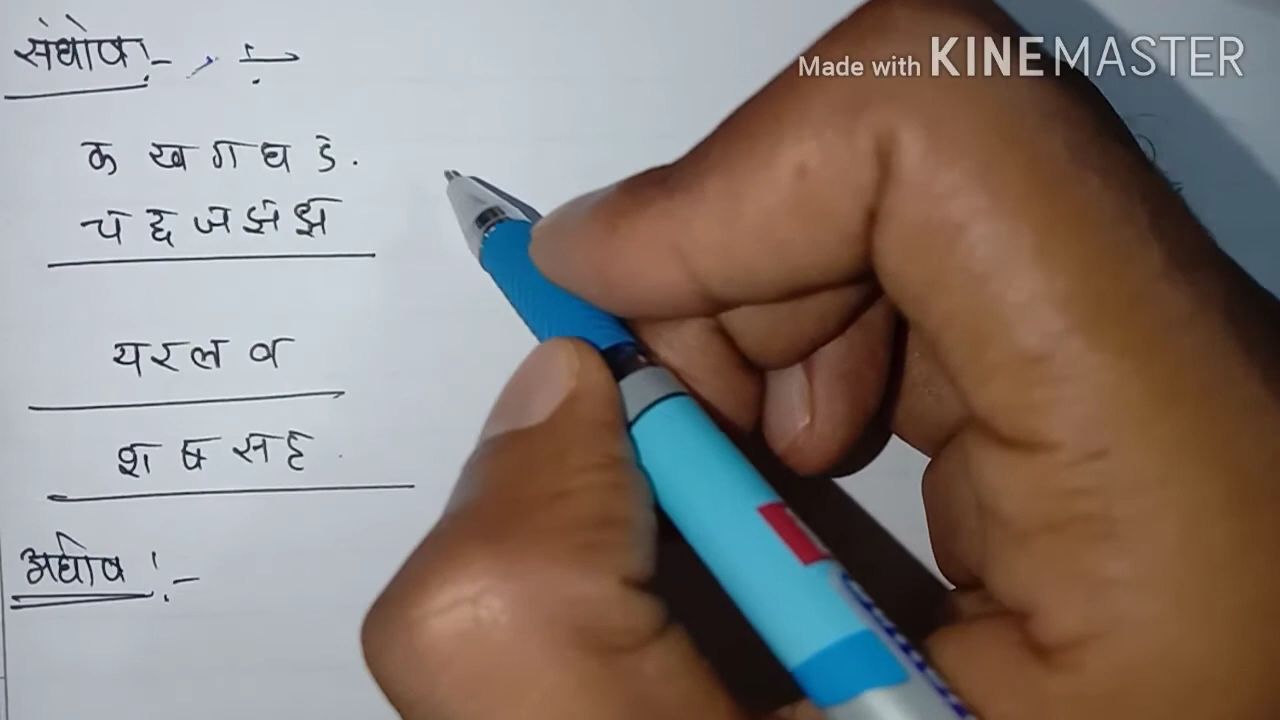 संघोष :-
Made with KINEMASTER
क ख ग घ ङ
च छ ज झ झ
य र ल व
श ष स ह
अघोष :-